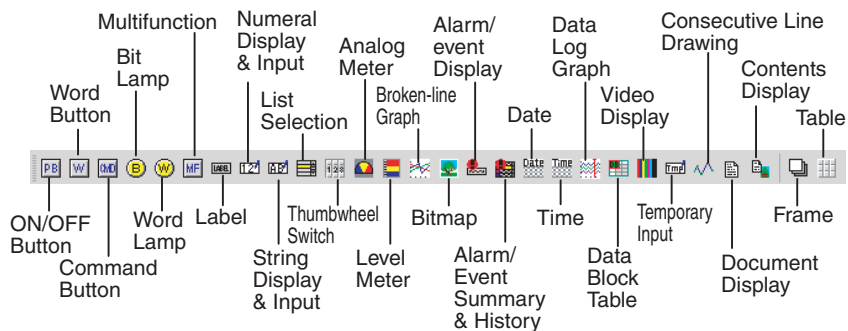 Multifunction
Bit
Lamp
Word
Button
Numeral
Display
& Input
List
Selection
Analog
Meter
Broken-line
Graph
Alarm/
event
Display
Date
Data
Log
Graph
Video
Display
Consecutive Line
Drawing
Contents
Display
Table
PB
W
CMD
B
W
MF
LABEL
123
AB
Date
Time
Tmp
ON/OFF
Button
Command
Button
Word
Lamp
Label
String
Display
& Input
Thumbwheel
Switch
Level
Meter
Bitmap
Alarm/
Event
Summary
& History
Time
Data
Block
Table
Temporary
Input
Document
Display
Frame